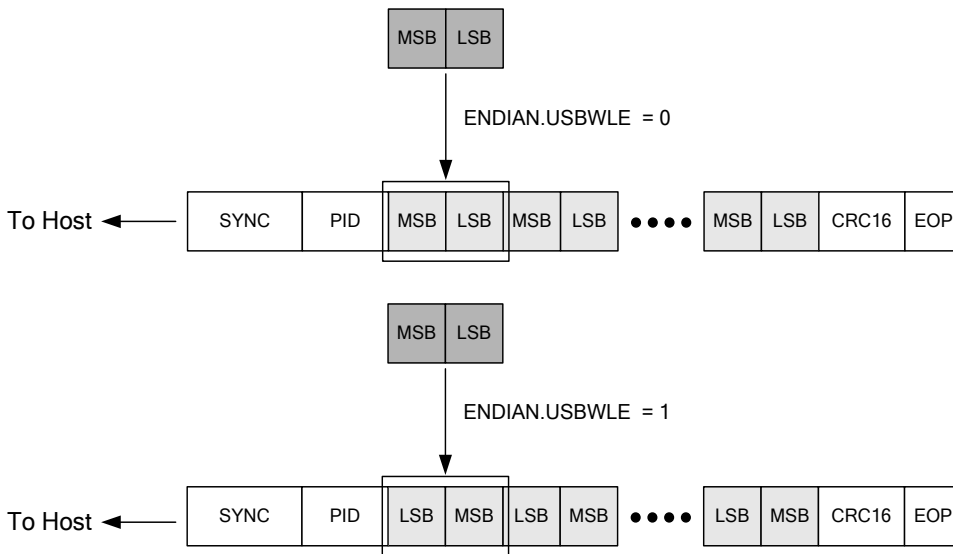 MSB LSB
ENDIAN.USBWLE = 0
To Host SYNC PID MSB LSB MSB LSB MSB LSB CRC16 EOP
MSB LSB
ENDIAN.USBWLE = 1
To Host SYNC PID LSB MSB LSB MSB LSB MSB CRC16 EOP